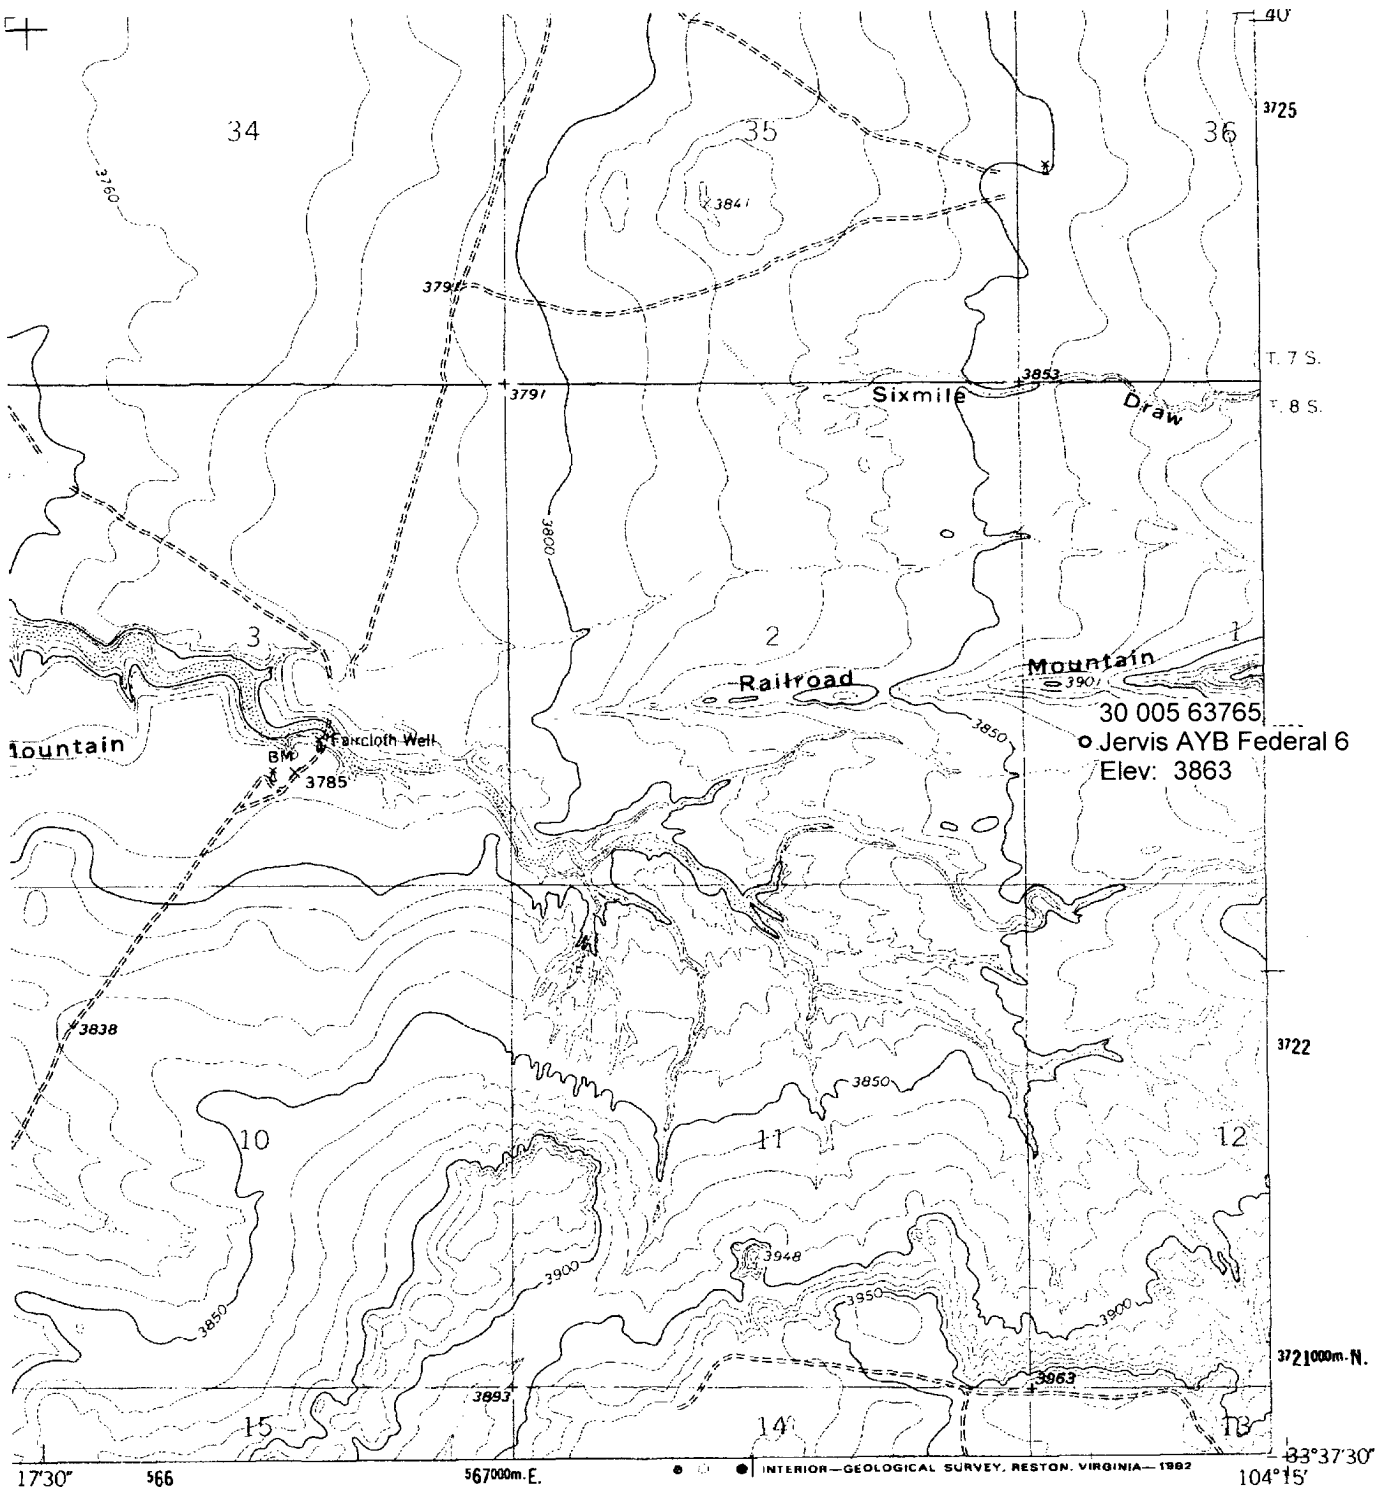 40'
3725
34
35
36
3760
3841
3791
T. 7 S.
3791
3853
Sixmile
Draw
T. 8 S.
3800
3
2
1
Mountain
3901
Railroad
30 005 63765
3850
Jervis AYB Federal 6
Elev: 3863
Mountain
Faircloth Well
BM
3785
3838
3722
3850
10
11
12
3948
3900
3950
3900
3850
3721000m.N.
3893
3963
15
14
13
33°37'30"
17'30"
566
567000m.E.
INTERIOR—GEOLOGICAL SURVEY, RESTON, VIRGINIA—1982
104°15'